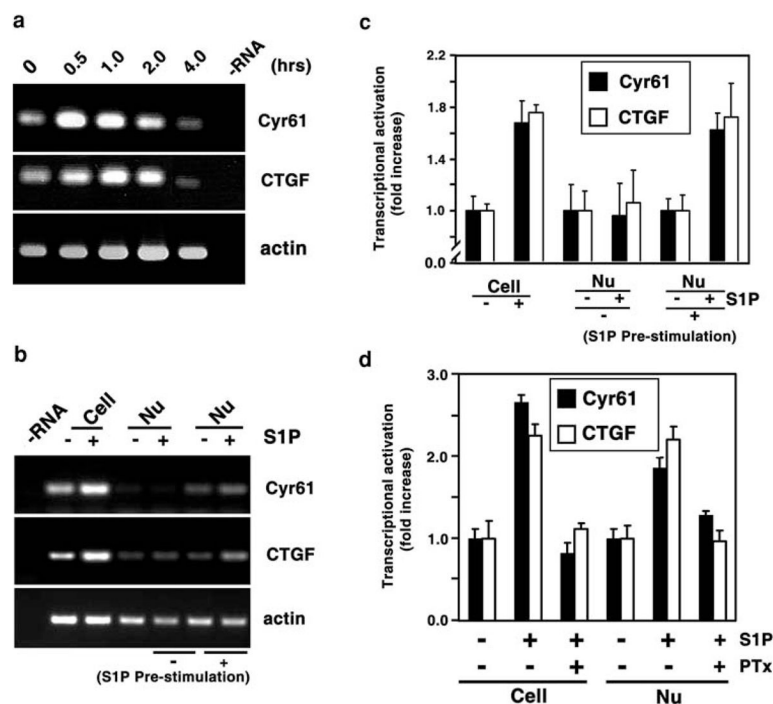 a
0 0.5 1.0 2.0 4.0 -RNA (hrs)
Cyr61
CTGF
actin
b
-RNA Cell Nu Nu
- + - + - + S1P
Cyr61
CTGF
actin
- +
(S1P Pre-stimulation)
c
Transcriptional activation
(fold increase)
2.2
1.8
1.4
1.0
0.0
Cyr61
CTGF
Cell Nu Nu
- + - + - + S1P
- +
(S1P Pre-stimulation)
d
Transcriptional activation
(fold increase)
3.0
2.0
1.0
0.0
Cyr61
CTGF
- + + - + + S1P
- - + - - + PTx
Cell Nu